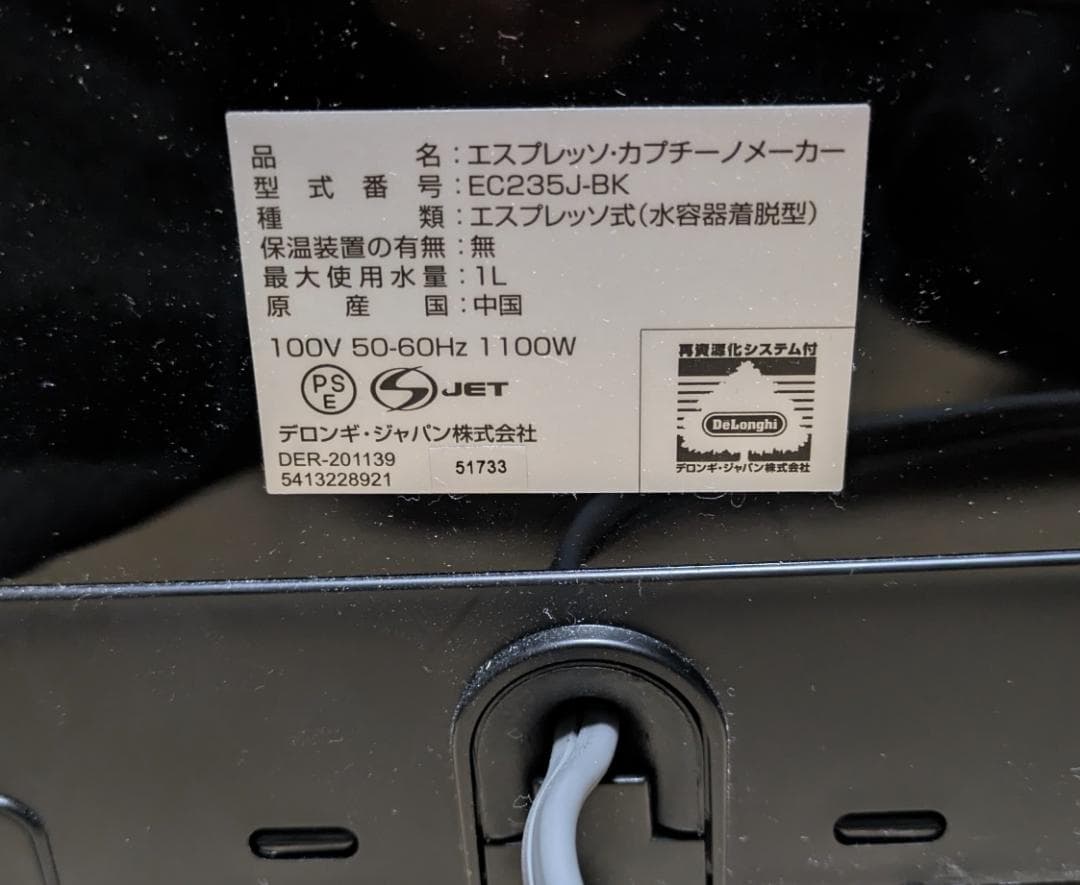 品名：エスプレッソ・カプチーノメーカー
型式番号：EC235J-BK
種類：エスプレッソ式（水容器着脱型）
保温装置の有無：無
最大使用水量：1L
原産国：中国
100V 50-60Hz 1100W
PS
E
JET
デロンギ・ジャパン株式会社
DER-201139
5413228921
51733
再資源化システム付
DeLonghi
デロンギ・ジャパン株式会社